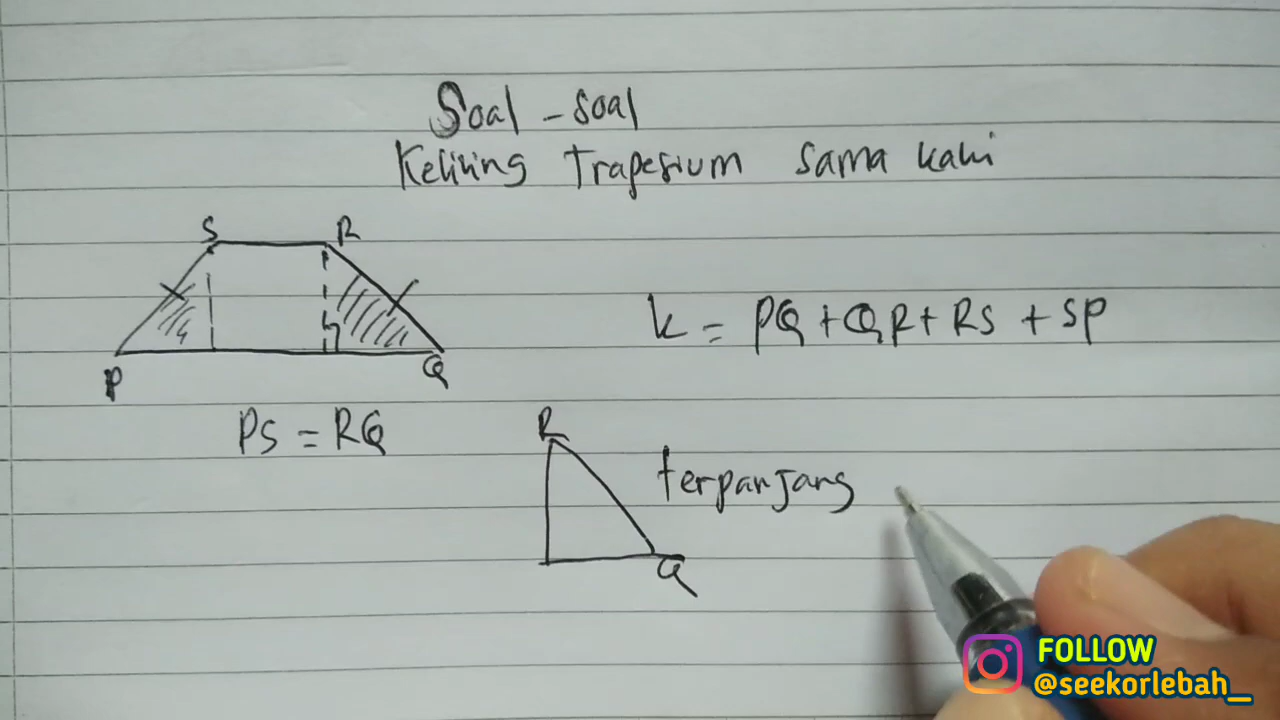 Soal - soal
Keliling Trapesium sama kaki
S R
K = PQ + QR + RS + SP
P Q
PS = RQ
R
terpanjang
Q
FOLLOW
@seekorlebah_